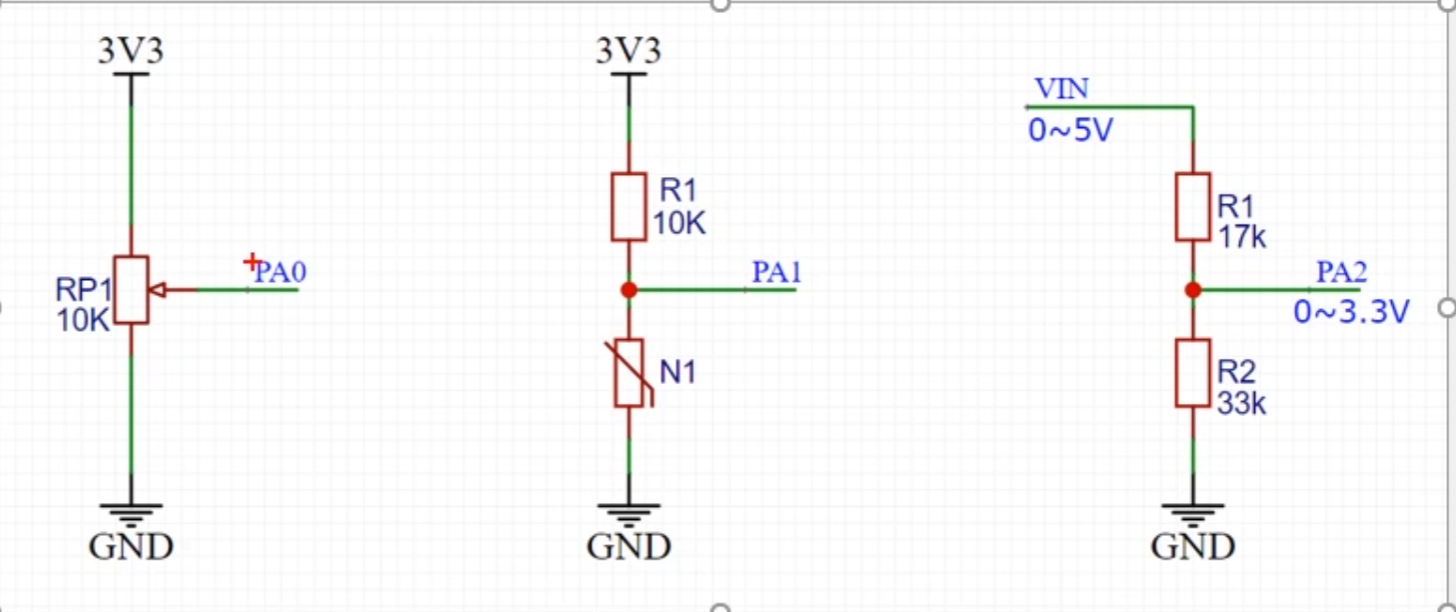 3V3
RP1
10K
PA0
GND
3V3
R1
10K
PA1
N1
GND
VIN
0~5V
R1
17k
PA2
0~3.3V
R2
33k
GND